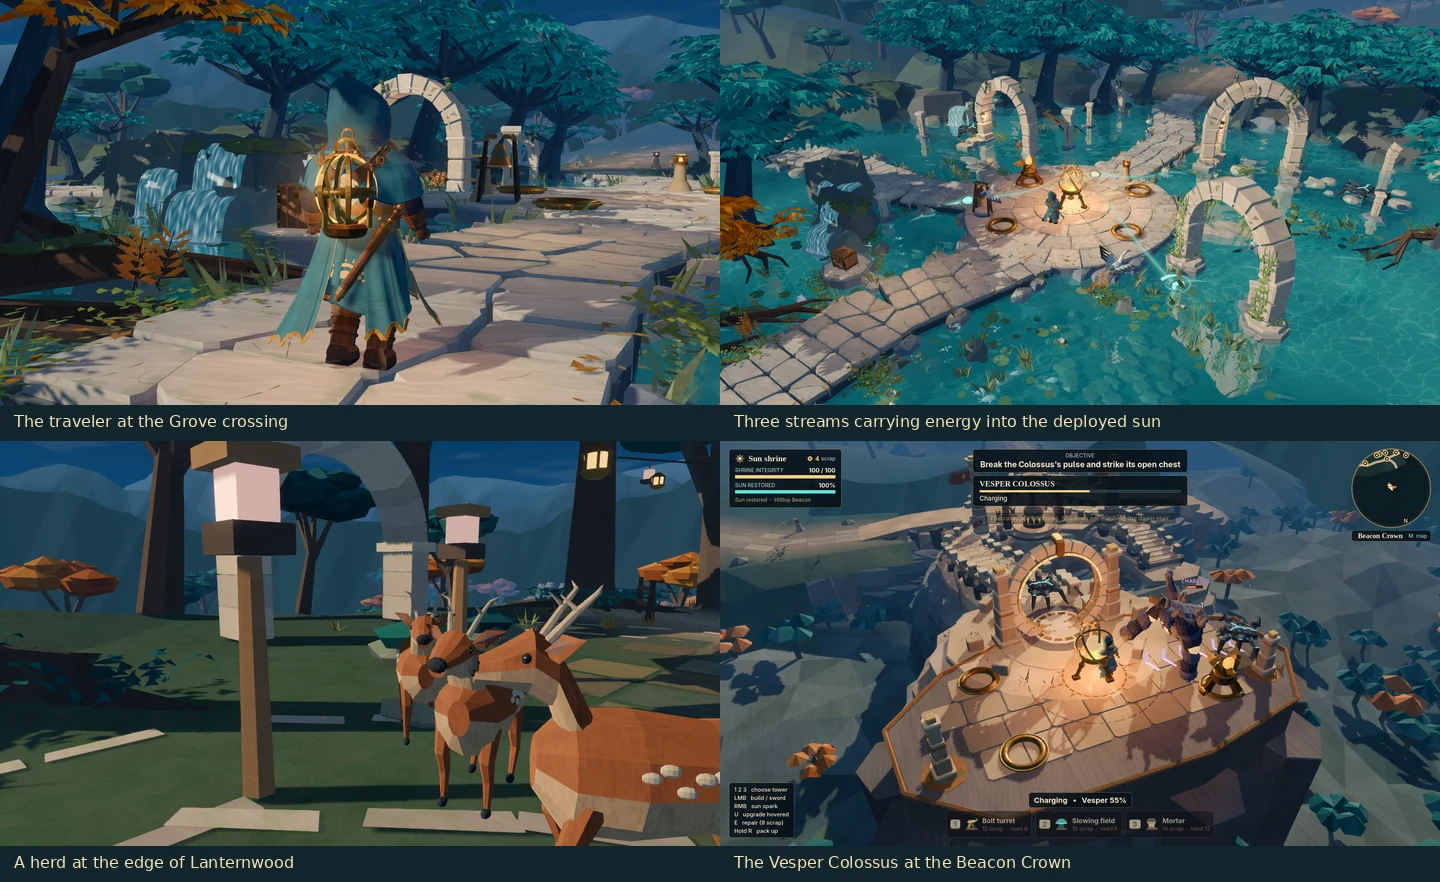 The traveler at the Grove crossing
Three streams carrying energy into the deployed sun
Sun shrine
4 scrap
SHRINE INTEGRITY
100 / 100
SUN RESTORED
100%
Sun restored · Hilltop Beacon
OBJECTIVE
Break the Colossus's pulse and strike its open chest
VESPER COLOSSUS
Charging
N
Beacon Crown M map
1 2 3 choose tower
LMB build / sword
RMB sun spark
U upgrade hovered
E repair (8 scrap)
Hold R pack up
Charging • Vesper 55%
1 Bolt turret
2 Slowing field
3 Mortar
A herd at the edge of Lanternwood
The Vesper Colossus at the Beacon Crown